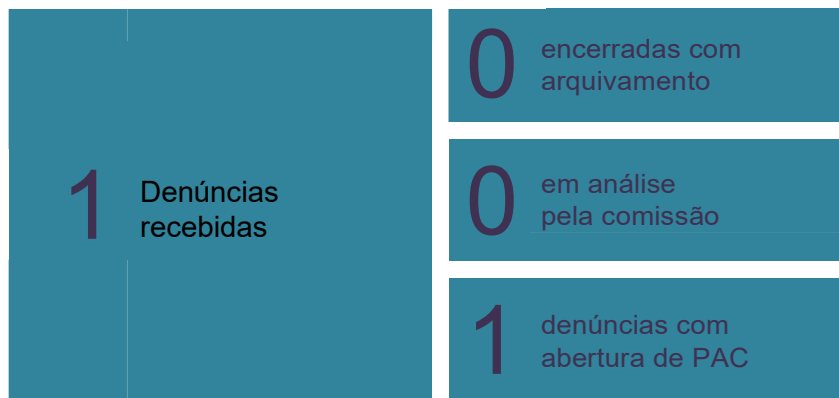 1
Denúncias
recebidas
0
encerradas com
arquivamento
0
em análise
pela comissão
1
denúncias com
abertura de PAC